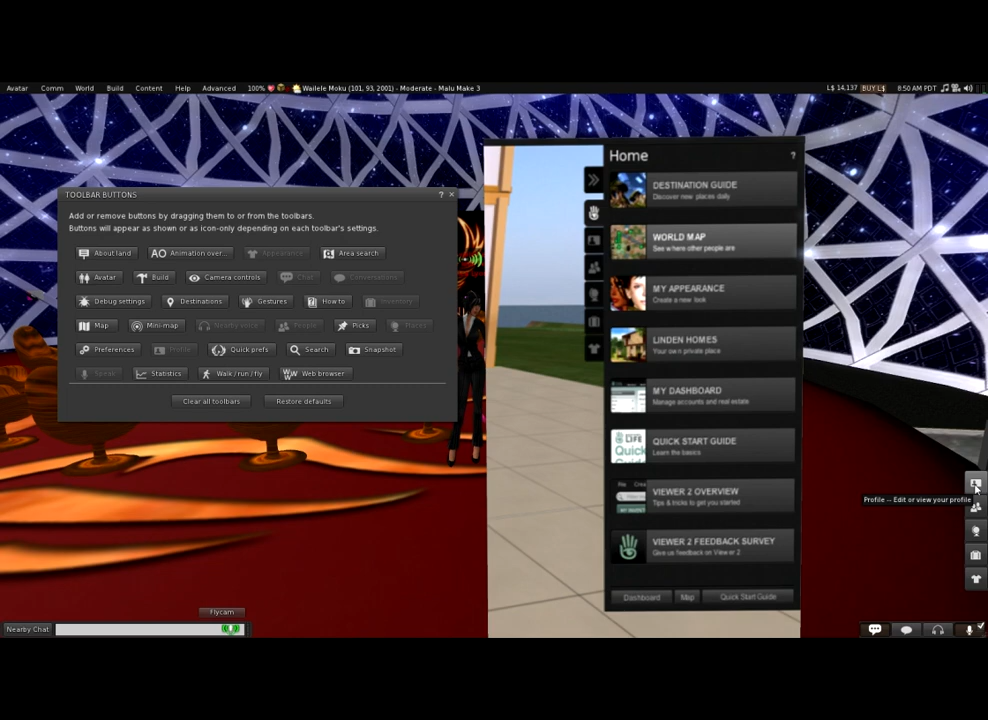 Avatar Comm World Build Content Help Advanced 100% Wailele Moku (101, 93, 2001) - Moderate - Malu Make 3 L$ 14,137 BUY L$ 8:50 AM PDT
TOOLBAR BUTTONS ? ×
Add or remove buttons by dragging them to or from the toolbars.
Buttons will appear as shown or as icon-only depending on each toolbar's settings.
About land AO Animation over... Appearance Area search
Avatar Build Camera controls Chat Conversations
Debug settings Destinations Gestures How to Inventory
Map Mini-map Nearby voice People Picks Places
Preferences Profile Quick prefs Search Snapshot
Speak Statistics Walk / run / fly Web browser
Clear all toolbars Restore defaults
Home ?
DESTINATION GUIDE
Discover new places daily
WORLD MAP
See where other people are
MY APPEARANCE
Create a new look
LINDEN HOMES
Your own private place
MY DASHBOARD
Manage accounts and real estate
LIFE
Quick
QUICK START GUIDE
Learn the basics
VIEWER 2 OVERVIEW
Tips & tricks to get you started
VIEWER 2 FEEDBACK SURVEY
Give us feedback on Viewer 2
Dashboard Map Quick Start Guide
Profile -- Edit or view your profile
Flycam
Nearby Chat